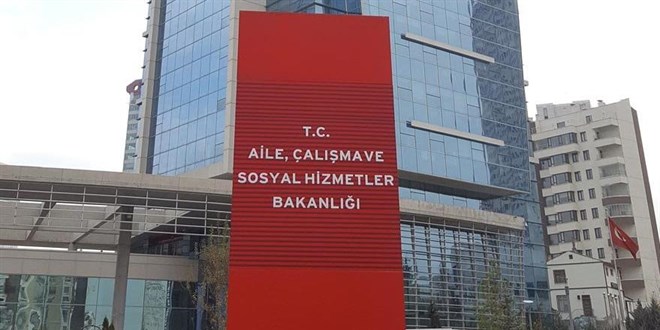 T.C.
AİLE, ÇALIŞMA VE
SOSYAL HİZMETLER
BAKANLIĞI